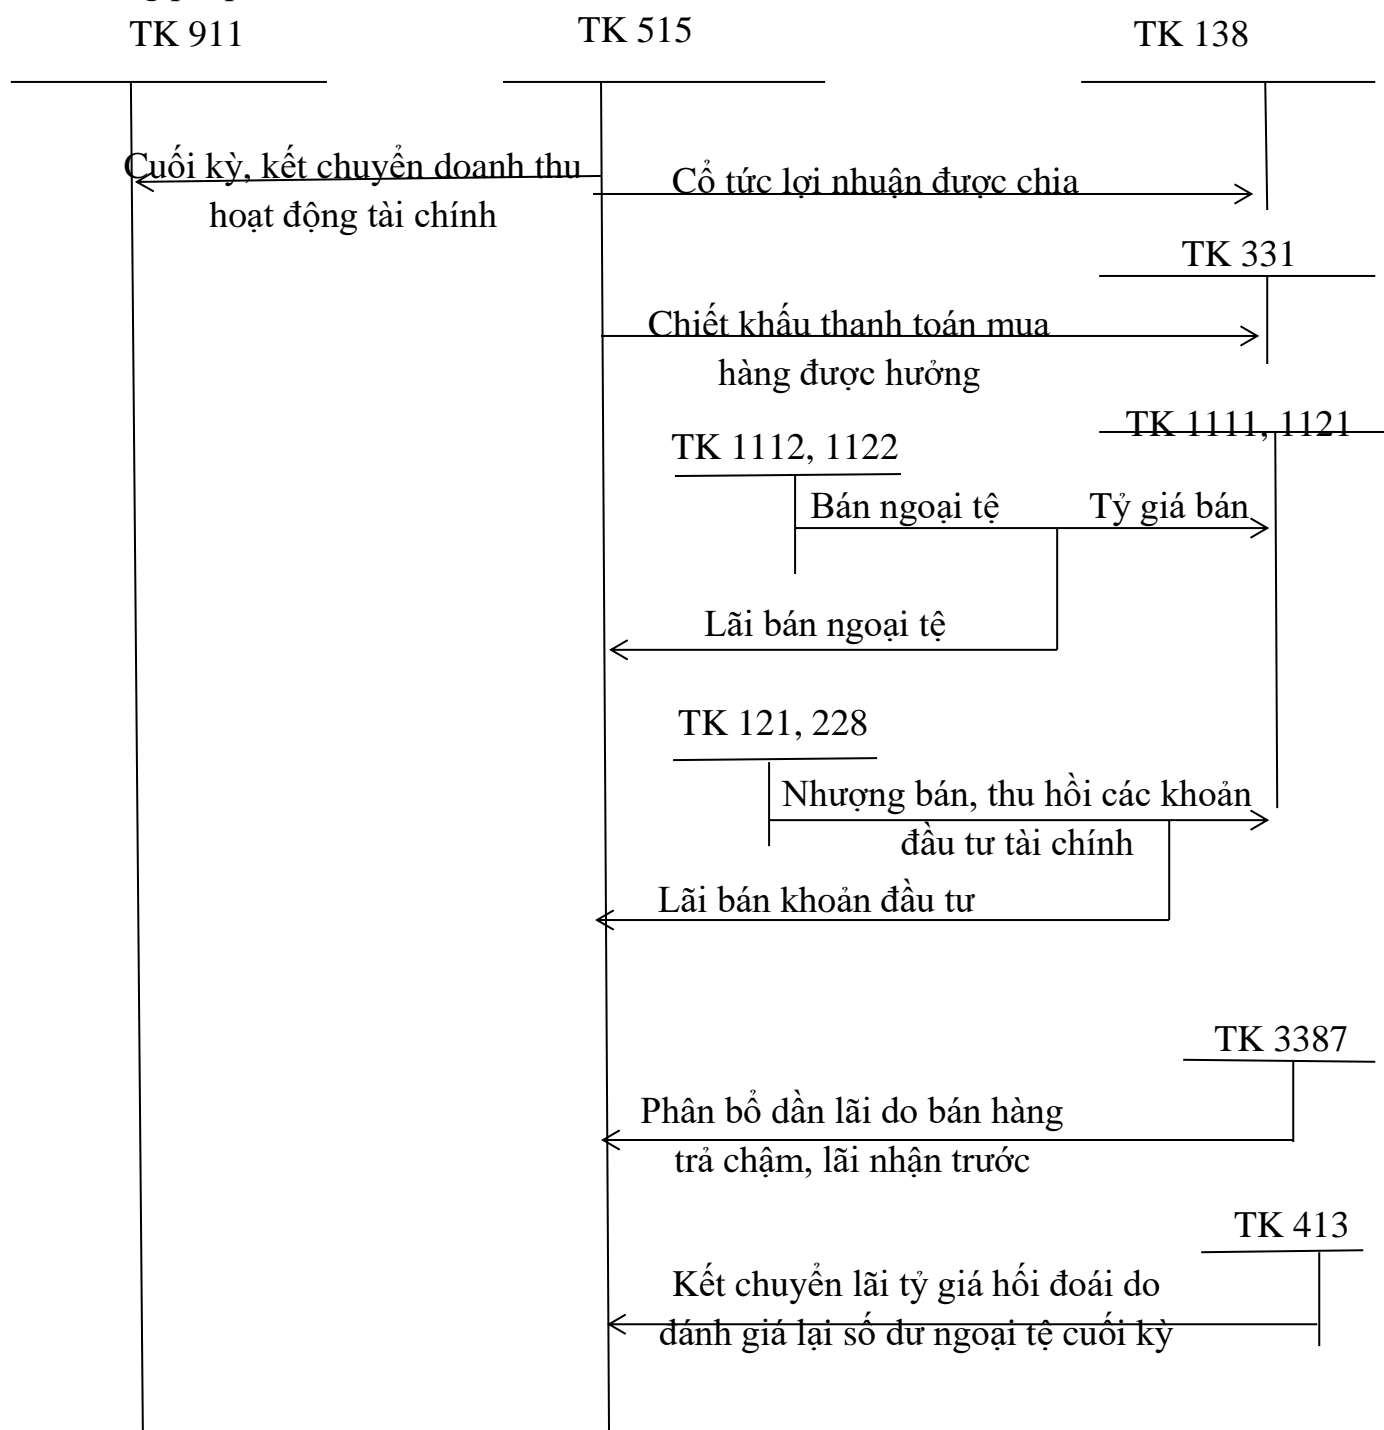 TK 911
TK 515
TK 138
Cuối kỳ, kết chuyển doanh thu
hoạt động tài chính
Cổ tức lợi nhuận được chia
TK 331
Chiết khấu thanh toán mua
hàng được hưởng
TK 1111, 1121
TK 1112, 1122
Bán ngoại tệ
Tỷ giá bán
Lãi bán ngoại tệ
TK 121, 228
Nhượng bán, thu hồi các khoản
đầu tư tài chính
Lãi bán khoản đầu tư
TK 3387
Phân bổ dần lãi do bán hàng
trả chậm, lãi nhận trước
TK 413
Kết chuyển lãi tỷ giá hối đoái do
đánh giá lại số dư ngoại tệ cuối kỳ